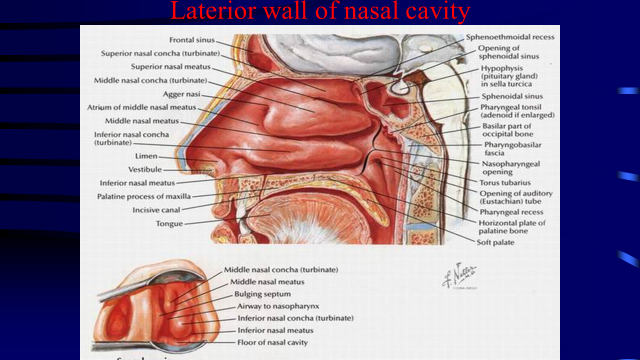 Laterior wall of nasal cavity
Frontal sinus
Superior nasal concha (turbinate)
Superior nasal meatus
Middle nasal concha (turbinate)
Agger nasi
Atrium of middle nasal meatus
Middle nasal meatus
Inferior nasal concha
(turbinate)
Limen
Vestibule
Inferior nasal meatus
Palatine process of maxilla
Incisive canal
Tongue
Sphenoethmoidal recess
Opening of
sphenoidal sinus
Hypophysis
(pituitary gland)
in sella turcica
Sphenoidal sinus
Pharyngeal tonsil
(adenoid if enlarged)
Basilar part of
occipital bone
Pharyngobasilar
fascia
Nasopharyngeal
opening
Torus tubarius
Opening of auditory
(Eustachian) tube
Pharyngeal recess
Horizontal plate of
palatine bone
Soft palate
Middle nasal concha (turbinate)
Middle nasal meatus
Bulging septum
Airway to nasopharynx
Inferior nasal concha (turbinate)
Inferior nasal meatus
Floor of nasal cavity
F. Netter